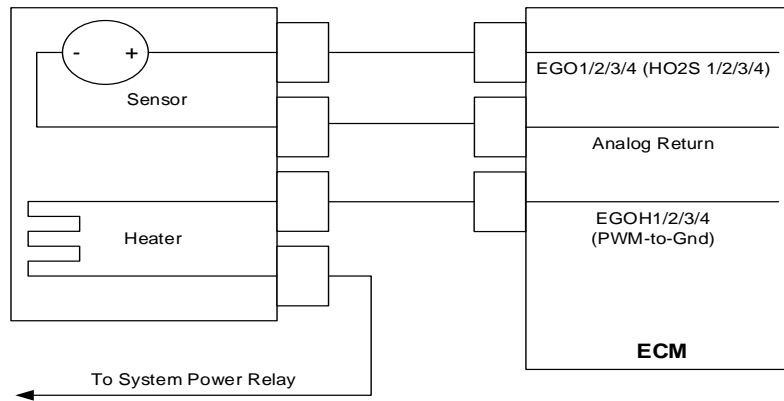 - +
Sensor
EGO1/2/3/4 (HO2S 1/2/3/4)
Analog Return
Heater
EGOH1/2/3/4
(PWM-to-Gnd)
ECM
To System Power Relay